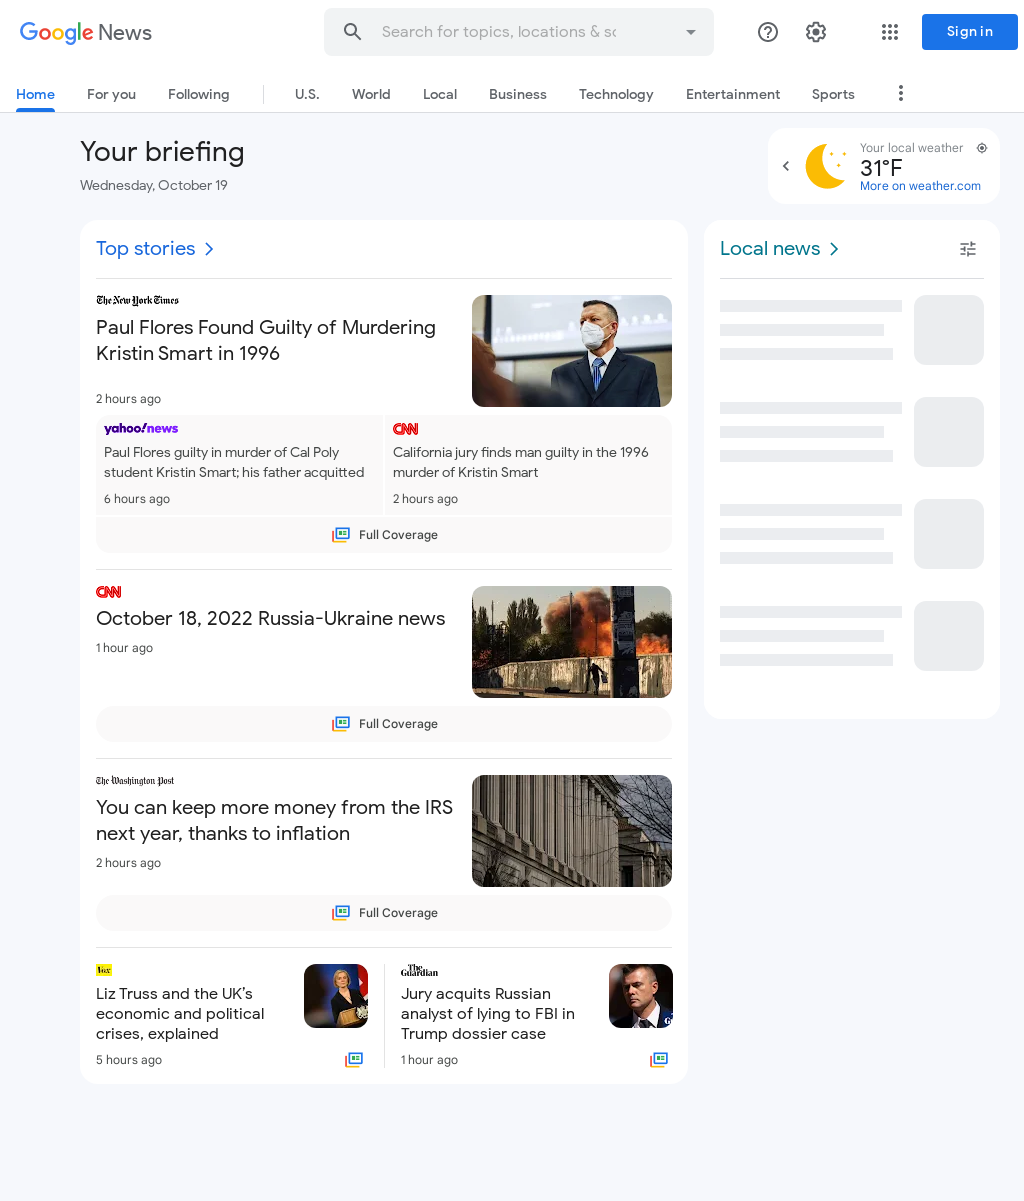 Google News
Search for topics, locations & so
Sign in
Home
For you
Following
U.S.
World
Local
Business
Technology
Entertainment
Sports
Your briefing
Wednesday, October 19
Your local weather
31°F
More on weather.com
Top stories
The New York Times
Paul Flores Found Guilty of Murdering
Kristin Smart in 1996
2 hours ago
yahoo!news
Paul Flores guilty in murder of Cal Poly
student Kristin Smart; his father acquitted
6 hours ago
CNN
California jury finds man guilty in the 1996
murder of Kristin Smart
2 hours ago
Full Coverage
CNN
October 18, 2022 Russia-Ukraine news
1 hour ago
Full Coverage
The Washington Post
You can keep more money from the IRS
next year, thanks to inflation
2 hours ago
Full Coverage
Vox
Liz Truss and the UK’s
economic and political
crises, explained
5 hours ago
The
Guardian
Jury acquits Russian
analyst of lying to FBI in
Trump dossier case
1 hour ago
Local news